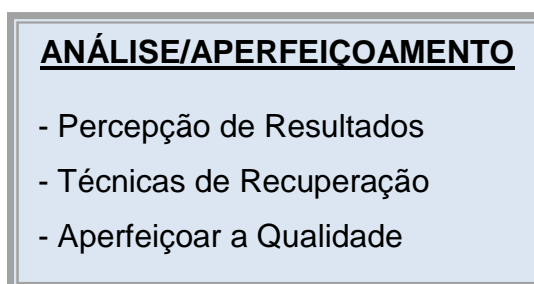 ANÁLISE/APERFEIÇOAMENTO
- Percepção de Resultados
- Técnicas de Recuperação
- Aperfeiçoar a Qualidade